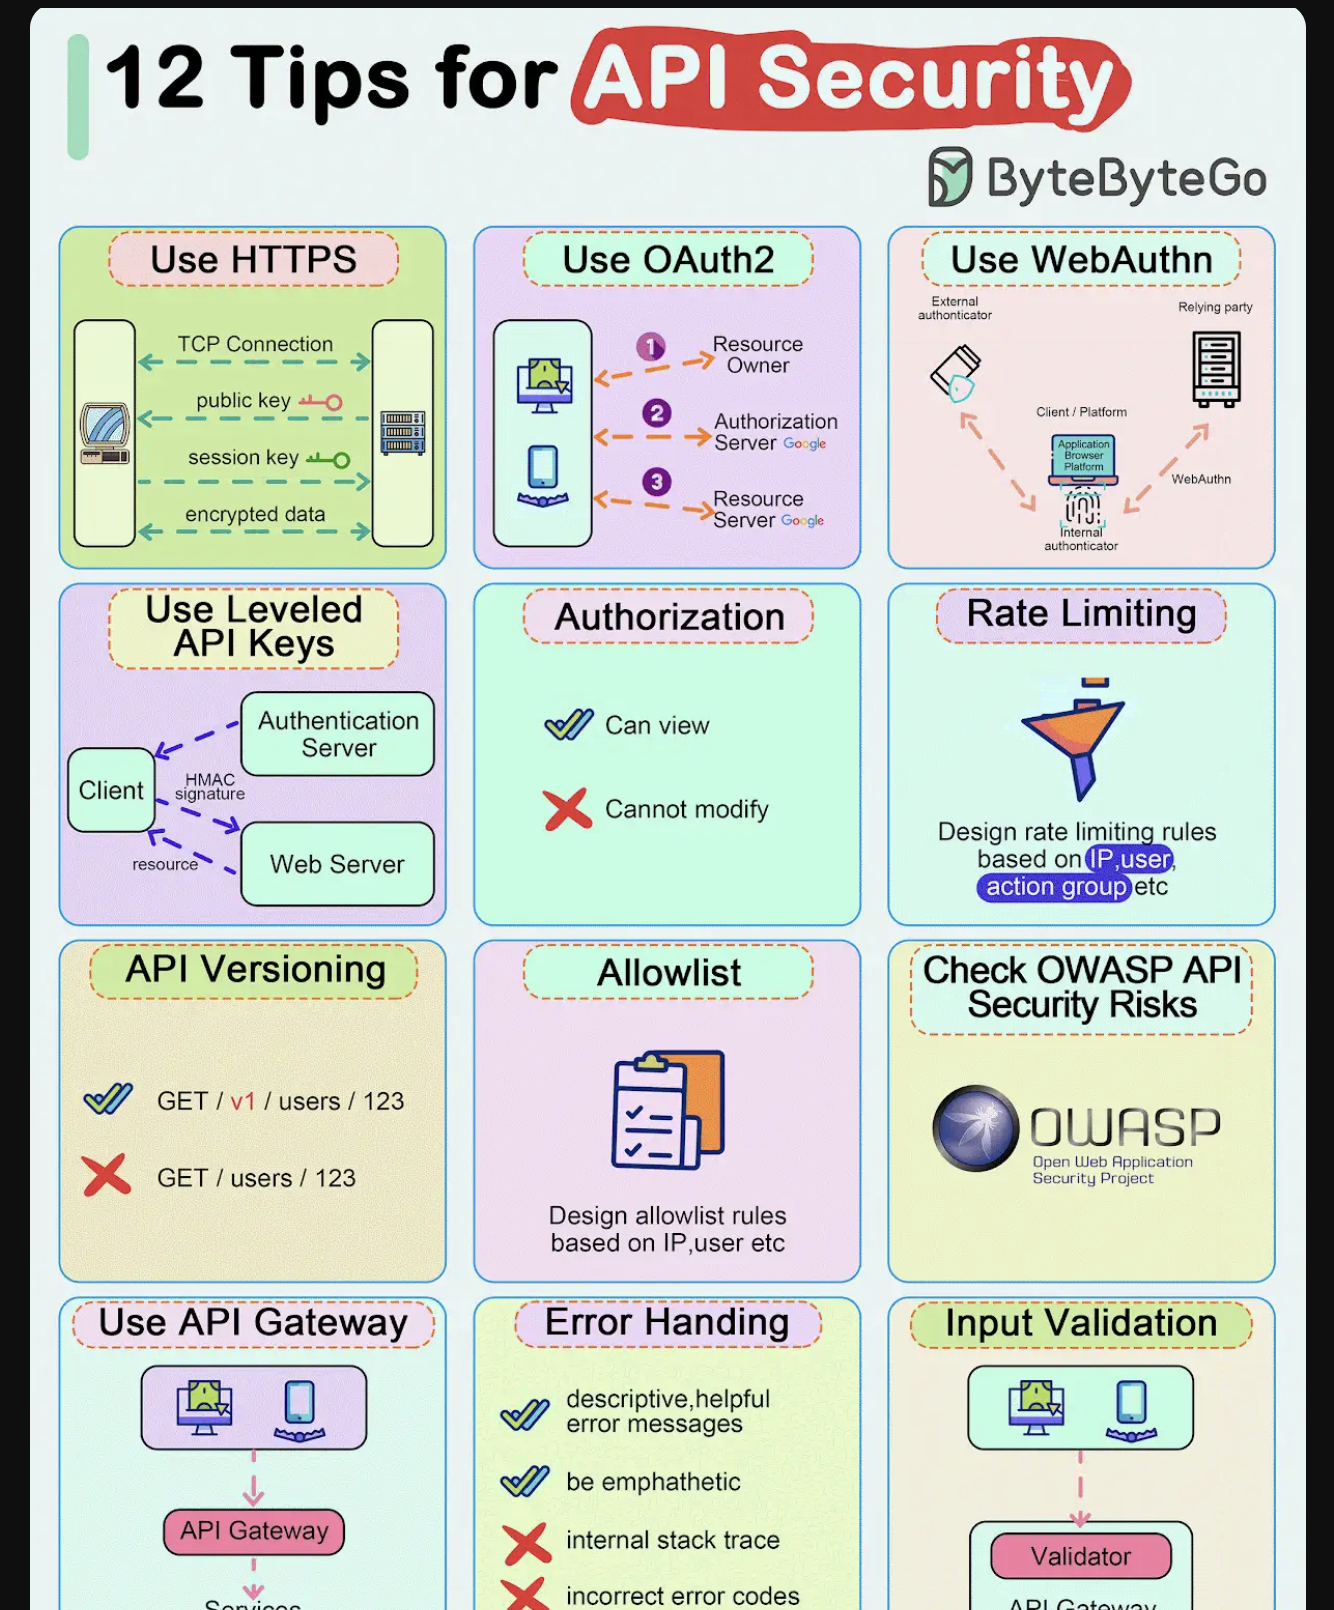 12 Tips for API Security
ByteByteGo
Use HTTPS
TCP Connection
public key
session key
encrypted data
Use OAuth2
1
Resource
Owner
2
Authorization
Server Google
3
Resource
Server Google
Use WebAuthn
External
authonticator
Relying party
Client / Platform
Application
Browser
Platform
WebAuthn
Internal
authonticator
Use Leveled
API Keys
Authentication
Server
Client
HMAC
signature
resource
Web Server
Authorization
Can view
Cannot modify
Rate Limiting
Design rate limiting rules
based on IP,user,
action group etc
API Versioning
GET / v1 / users / 123
GET / users / 123
Allowlist
Design allowlist rules
based on IP,user etc
Check OWASP API
Security Risks
OWASP
Open Web Application
Security Project
Use API Gateway
API Gateway
Services
Error Handing
descriptive,helpful
error messages
be emphathetic
internal stack trace
incorrect error codes
Input Validation
Validator
API Gateway